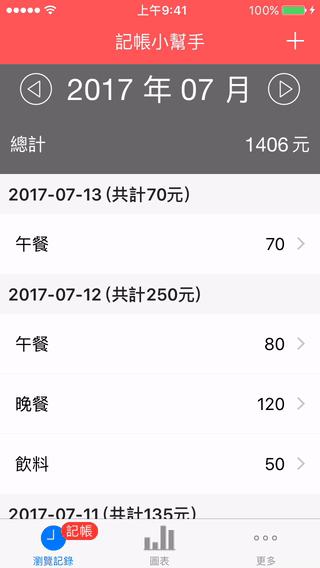 上午9:41 100%
記帳小幫手 +
2017 年 07 月
總計 1406 元
2017-07-13 (共計70元)
午餐 70
2017-07-12 (共計250元)
午餐 80
晚餐 120
飲料 50
2017-07-11 (共計135元)
記帳
瀏覽記錄 圖表 更多